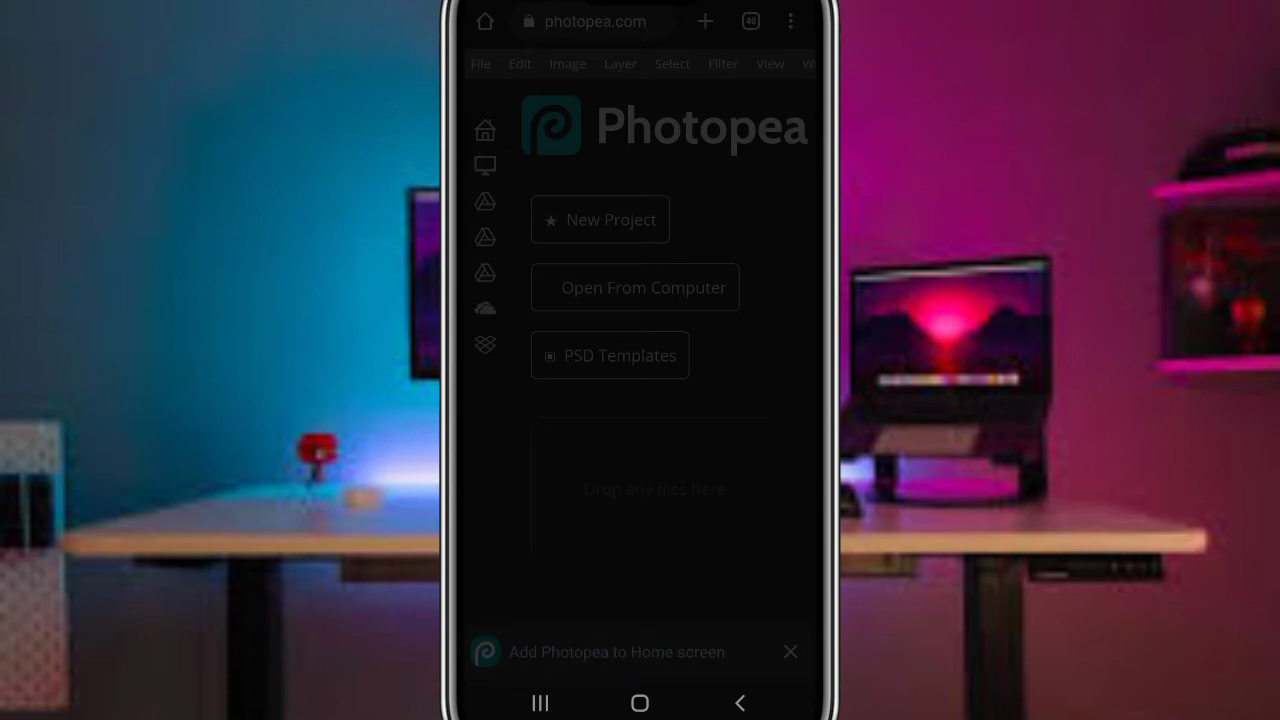 photopea.com
40
File Edit Image Layer Select Filter View W
Photopea
New Project
Open From Computer
PSD Templates
Drop any files here
Add Photopea to Home screen